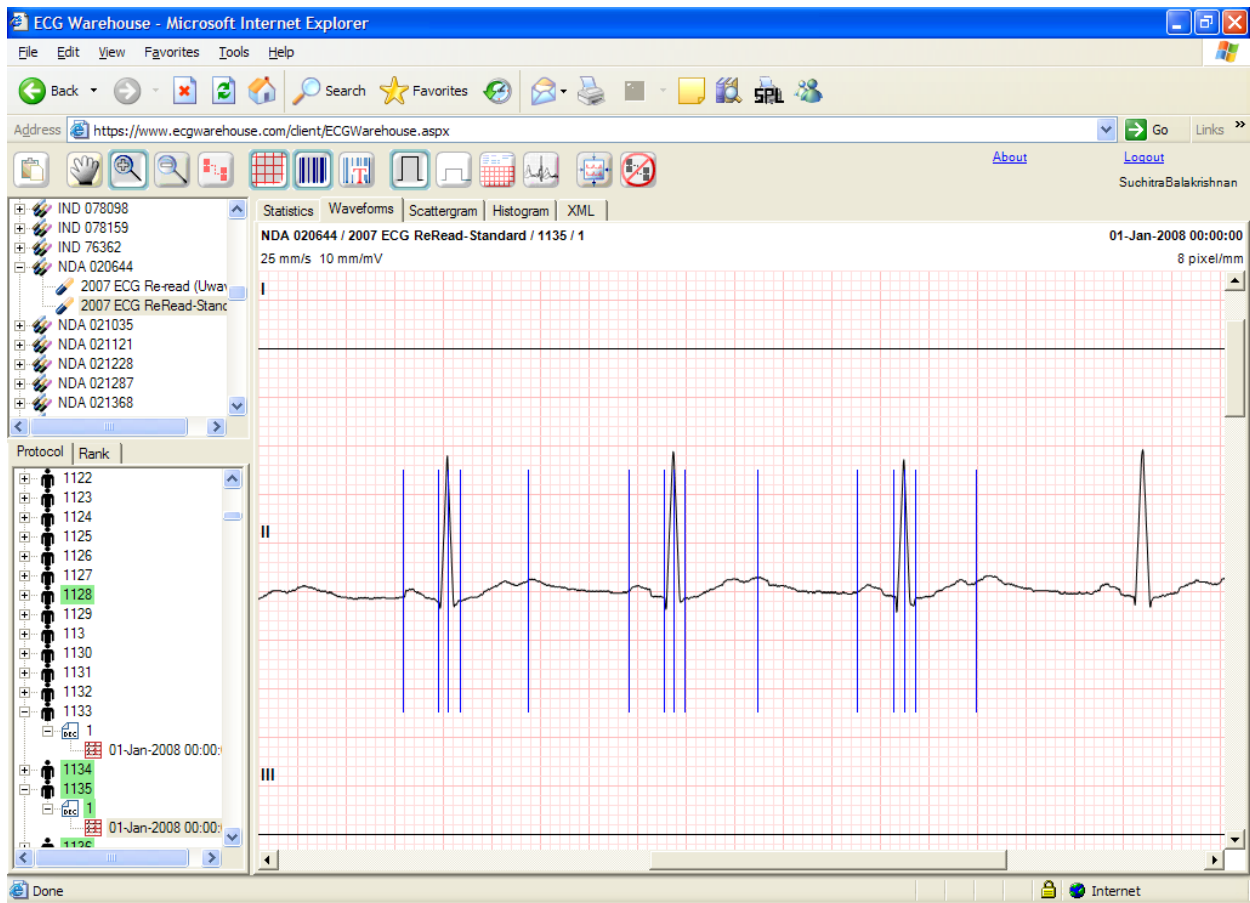 ECG Warehouse - Microsoft Internet Explorer
File Edit View Favorites Tools Help
Back Search Favorites SPL
Address https://www.ecgwarehouse.com/client/ECGWarehouse.aspx Go Links »
About Logout
SuchitraBalakrishnan
IND 078098
IND 078159
IND 76362
NDA 020644
2007 ECG Re-read (Uwav
2007 ECG ReRead-Stand
NDA 021035
NDA 021121
NDA 021228
NDA 021287
NDA 021368
Protocol Rank
1122
1123
1124
1125
1126
1127
1128
1129
113
1130
1131
1132
1133
DEC 1
01-Jan-2008 00:00:
1134
1135
DEC 1
01-Jan-2008 00:00:
1136
Statistics Waveforms Scattergram Histogram XML
NDA 020644 / 2007 ECG ReRead-Standard / 1135 / 1 01-Jan-2008 00:00:00
25 mm/s 10 mm/mV 8 pixel/mm
I
II
III
Done Internet